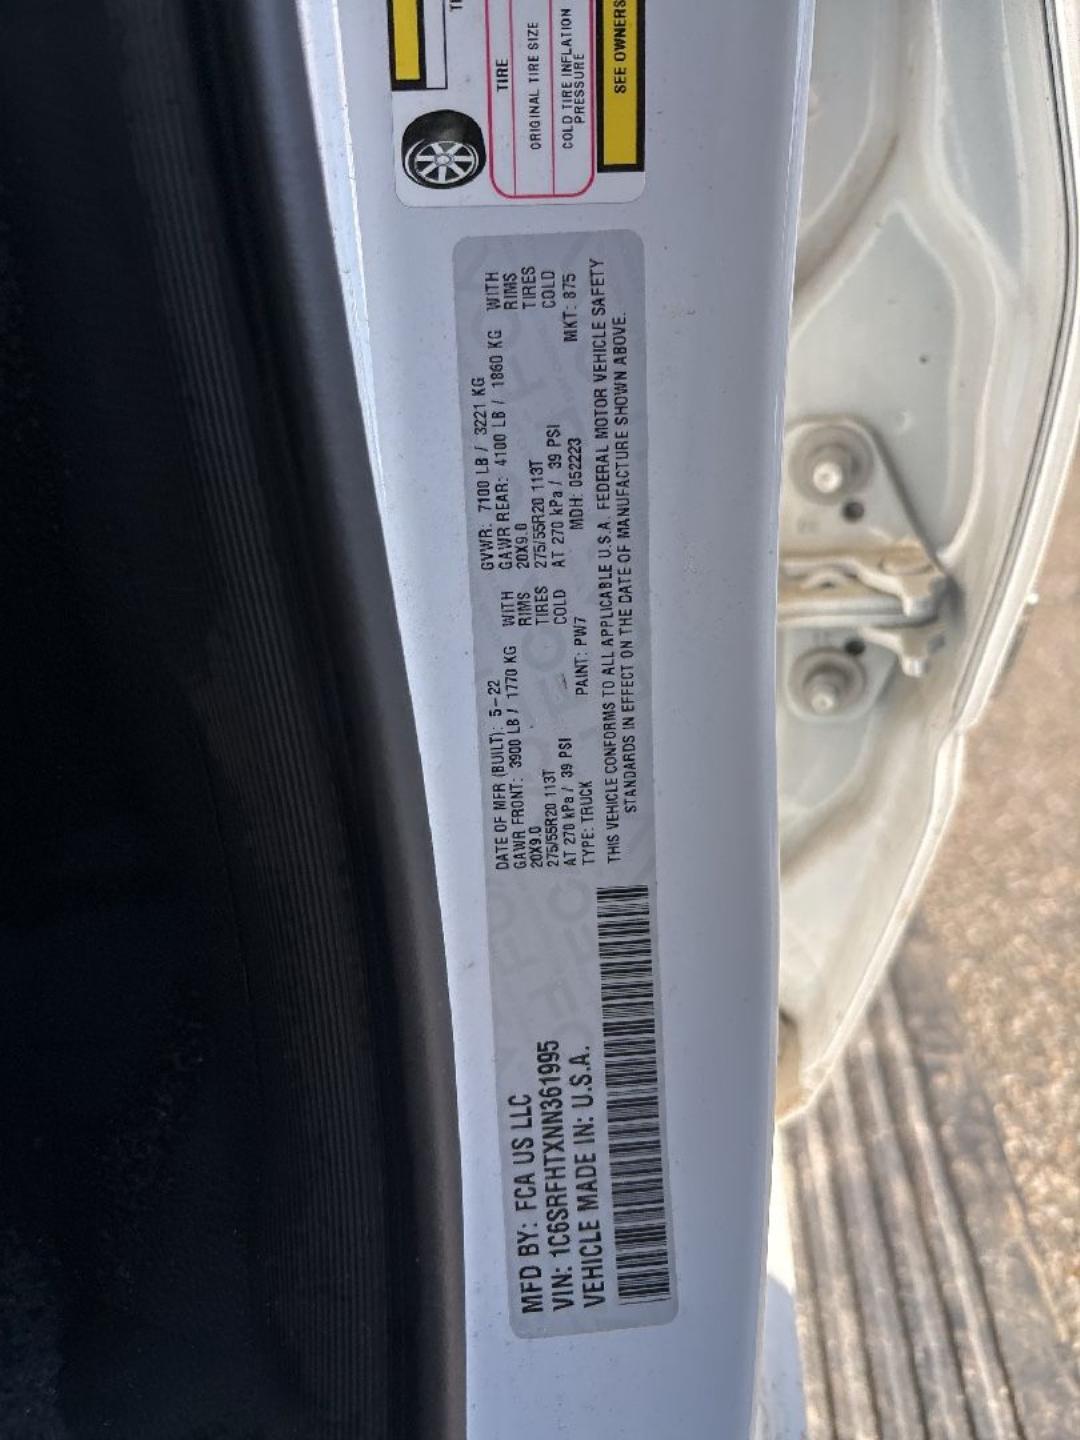 TIRE
ORIGINAL TIRE SIZE
COLD TIRE INFLATION
PRESSURE
SEE OWNERS
MFD BY: FCA US LLC
VIN: 1C6SRFHTXNN361995
VEHICLE MADE IN: U.S.A.
DATE OF MFR (BUILT): 5-22 GVWR: 7100 LB / 3221 KG
GAWR FRONT: 3900 LB / 1770 KG WITH GAWR REAR: 4100 LB / 1860 KG WITH
20X9.0 RIMS 20X9.0 RIMS
275/55R20 113T TIRES 275/55R20 113T TIRES
AT 270 kPa / 39 PSI COLD AT 270 kPa / 39 PSI COLD
TYPE: TRUCK PAINT: PW7 MDH: 052223 MKT: 875
THIS VEHICLE CONFORMS TO ALL APPLICABLE U.S.A. FEDERAL MOTOR VEHICLE SAFETY
STANDARDS IN EFFECT ON THE DATE OF MANUFACTURE SHOWN ABOVE.